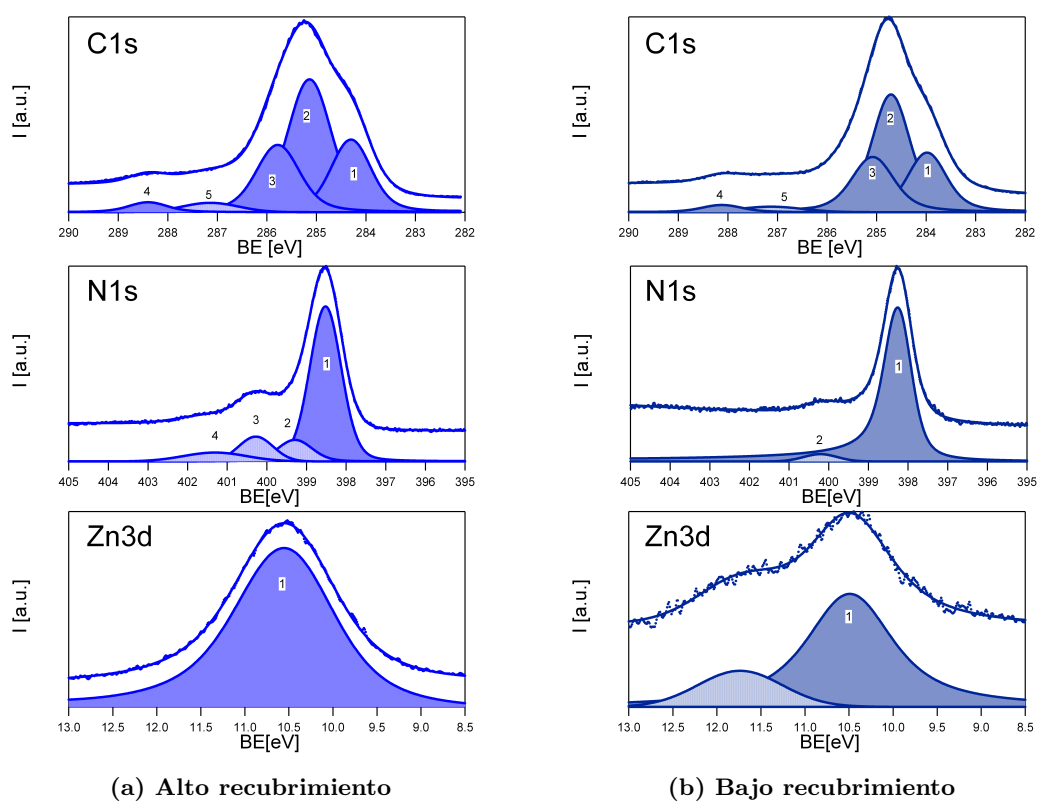 C1s
I [a.u.]
2
1
3
4
5
290 289 288 287 286 285 284 283 282
BE [eV]
N1s
I [a.u.]
1
2
3
4
405 404 403 402 401 400 399 398 397 396 395
BE[eV]
Zn3d
I [a.u.]
1
13.0 12.5 12.0 11.5 11.0 10.5 10.0 9.5 9.0 8.5
BE[eV]
(a) Alto recubrimiento
C1s
I [a.u.]
2
1
3
4
5
290 289 288 287 286 285 284 283 282
BE [eV]
N1s
I [a.u.]
1
2
405 404 403 402 401 400 399 398 397 396 395
BE[eV]
Zn3d
I [a.u.]
1
13.0 12.5 12.0 11.5 11.0 10.5 10.0 9.5 9.0 8.5
BE[eV]
(b) Bajo recubrimiento